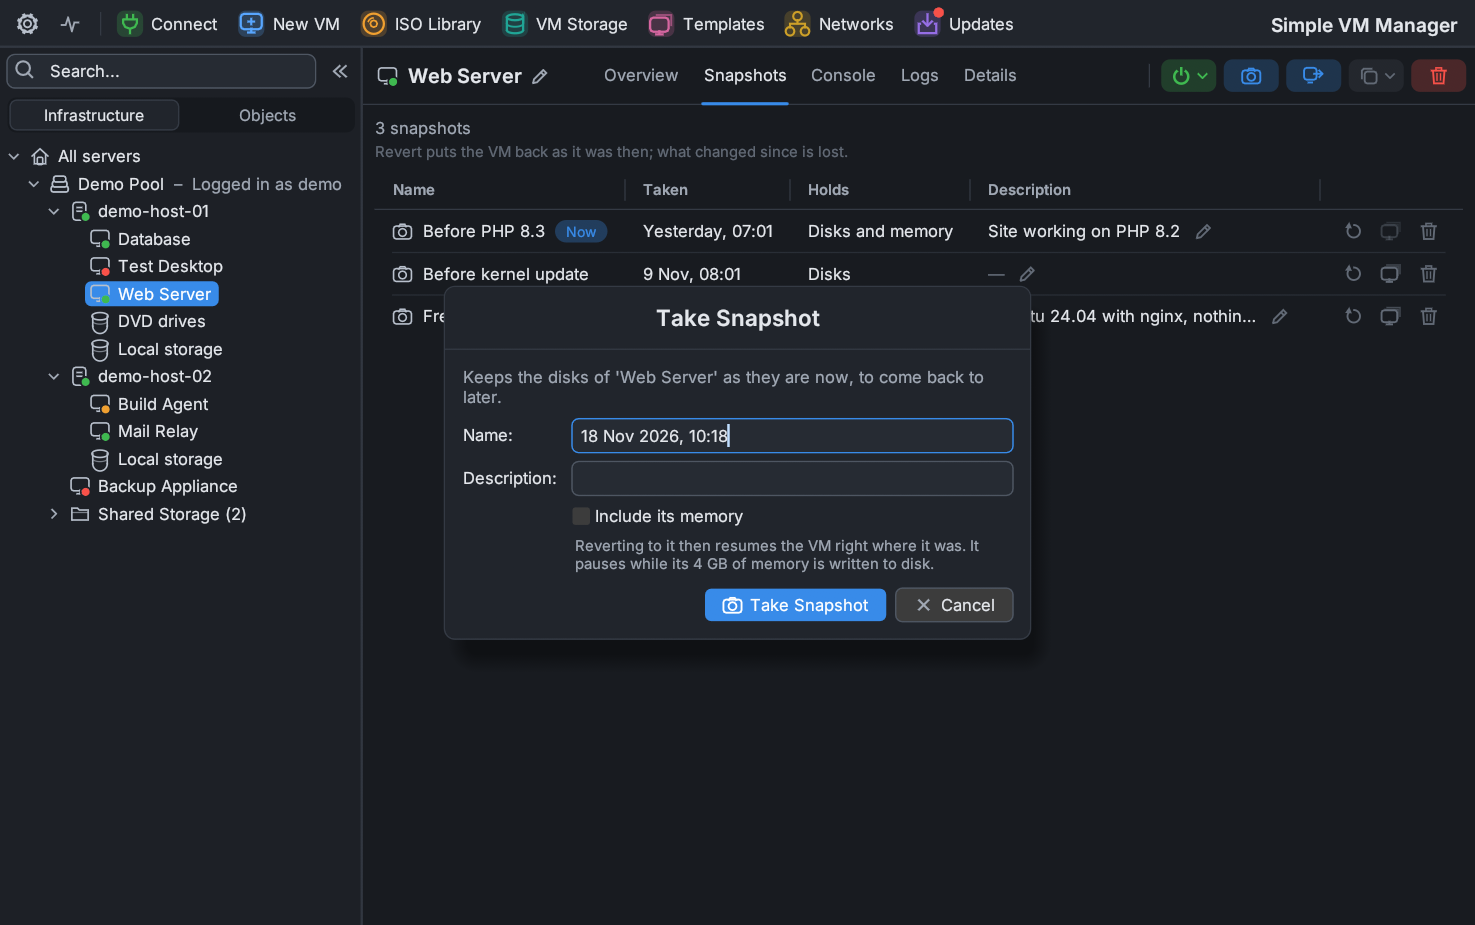 Connect
New VM
ISO Library
VM Storage
Templates
Networks
Updates
Simple VM Manager
Search...
Infrastructure
Objects
All servers
Demo Pool – Logged in as demo
demo-host-01
Database
Test Desktop
Web Server
DVD drives
Local storage
demo-host-02
Build Agent
Mail Relay
Local storage
Backup Appliance
Shared Storage (2)
Web Server
Overview
Snapshots
Console
Logs
Details
3 snapshots
Revert puts the VM back as it was then; what changed since is lost.
Name Taken Holds Description
Before PHP 8.3 Now Yesterday, 07:01 Disks and memory Site working on PHP 8.2
Before kernel update 9 Nov, 08:01 Disks —
Fre tu 24.04 with nginx, nothin...
Take Snapshot
Keeps the disks of 'Web Server' as they are now, to come back to
later.
Name: 18 Nov 2026, 10:18
Description:
Include its memory
Reverting to it then resumes the VM right where it was. It
pauses while its 4 GB of memory is written to disk.
Take Snapshot
Cancel